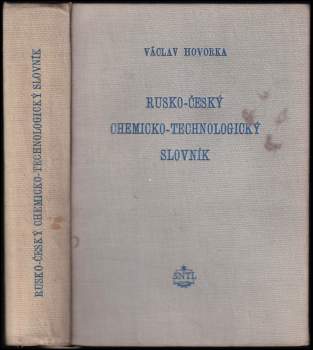 RUSKO-ČESKÝ CHEMICKO-TECHNOLOGICKÝ SLOVNÍK
VÁCLAV HOVORKA
RUSKO-ČESKÝ
CHEMICKO-TECHNOLOGICKÝ
SLOVNÍK
SNTL